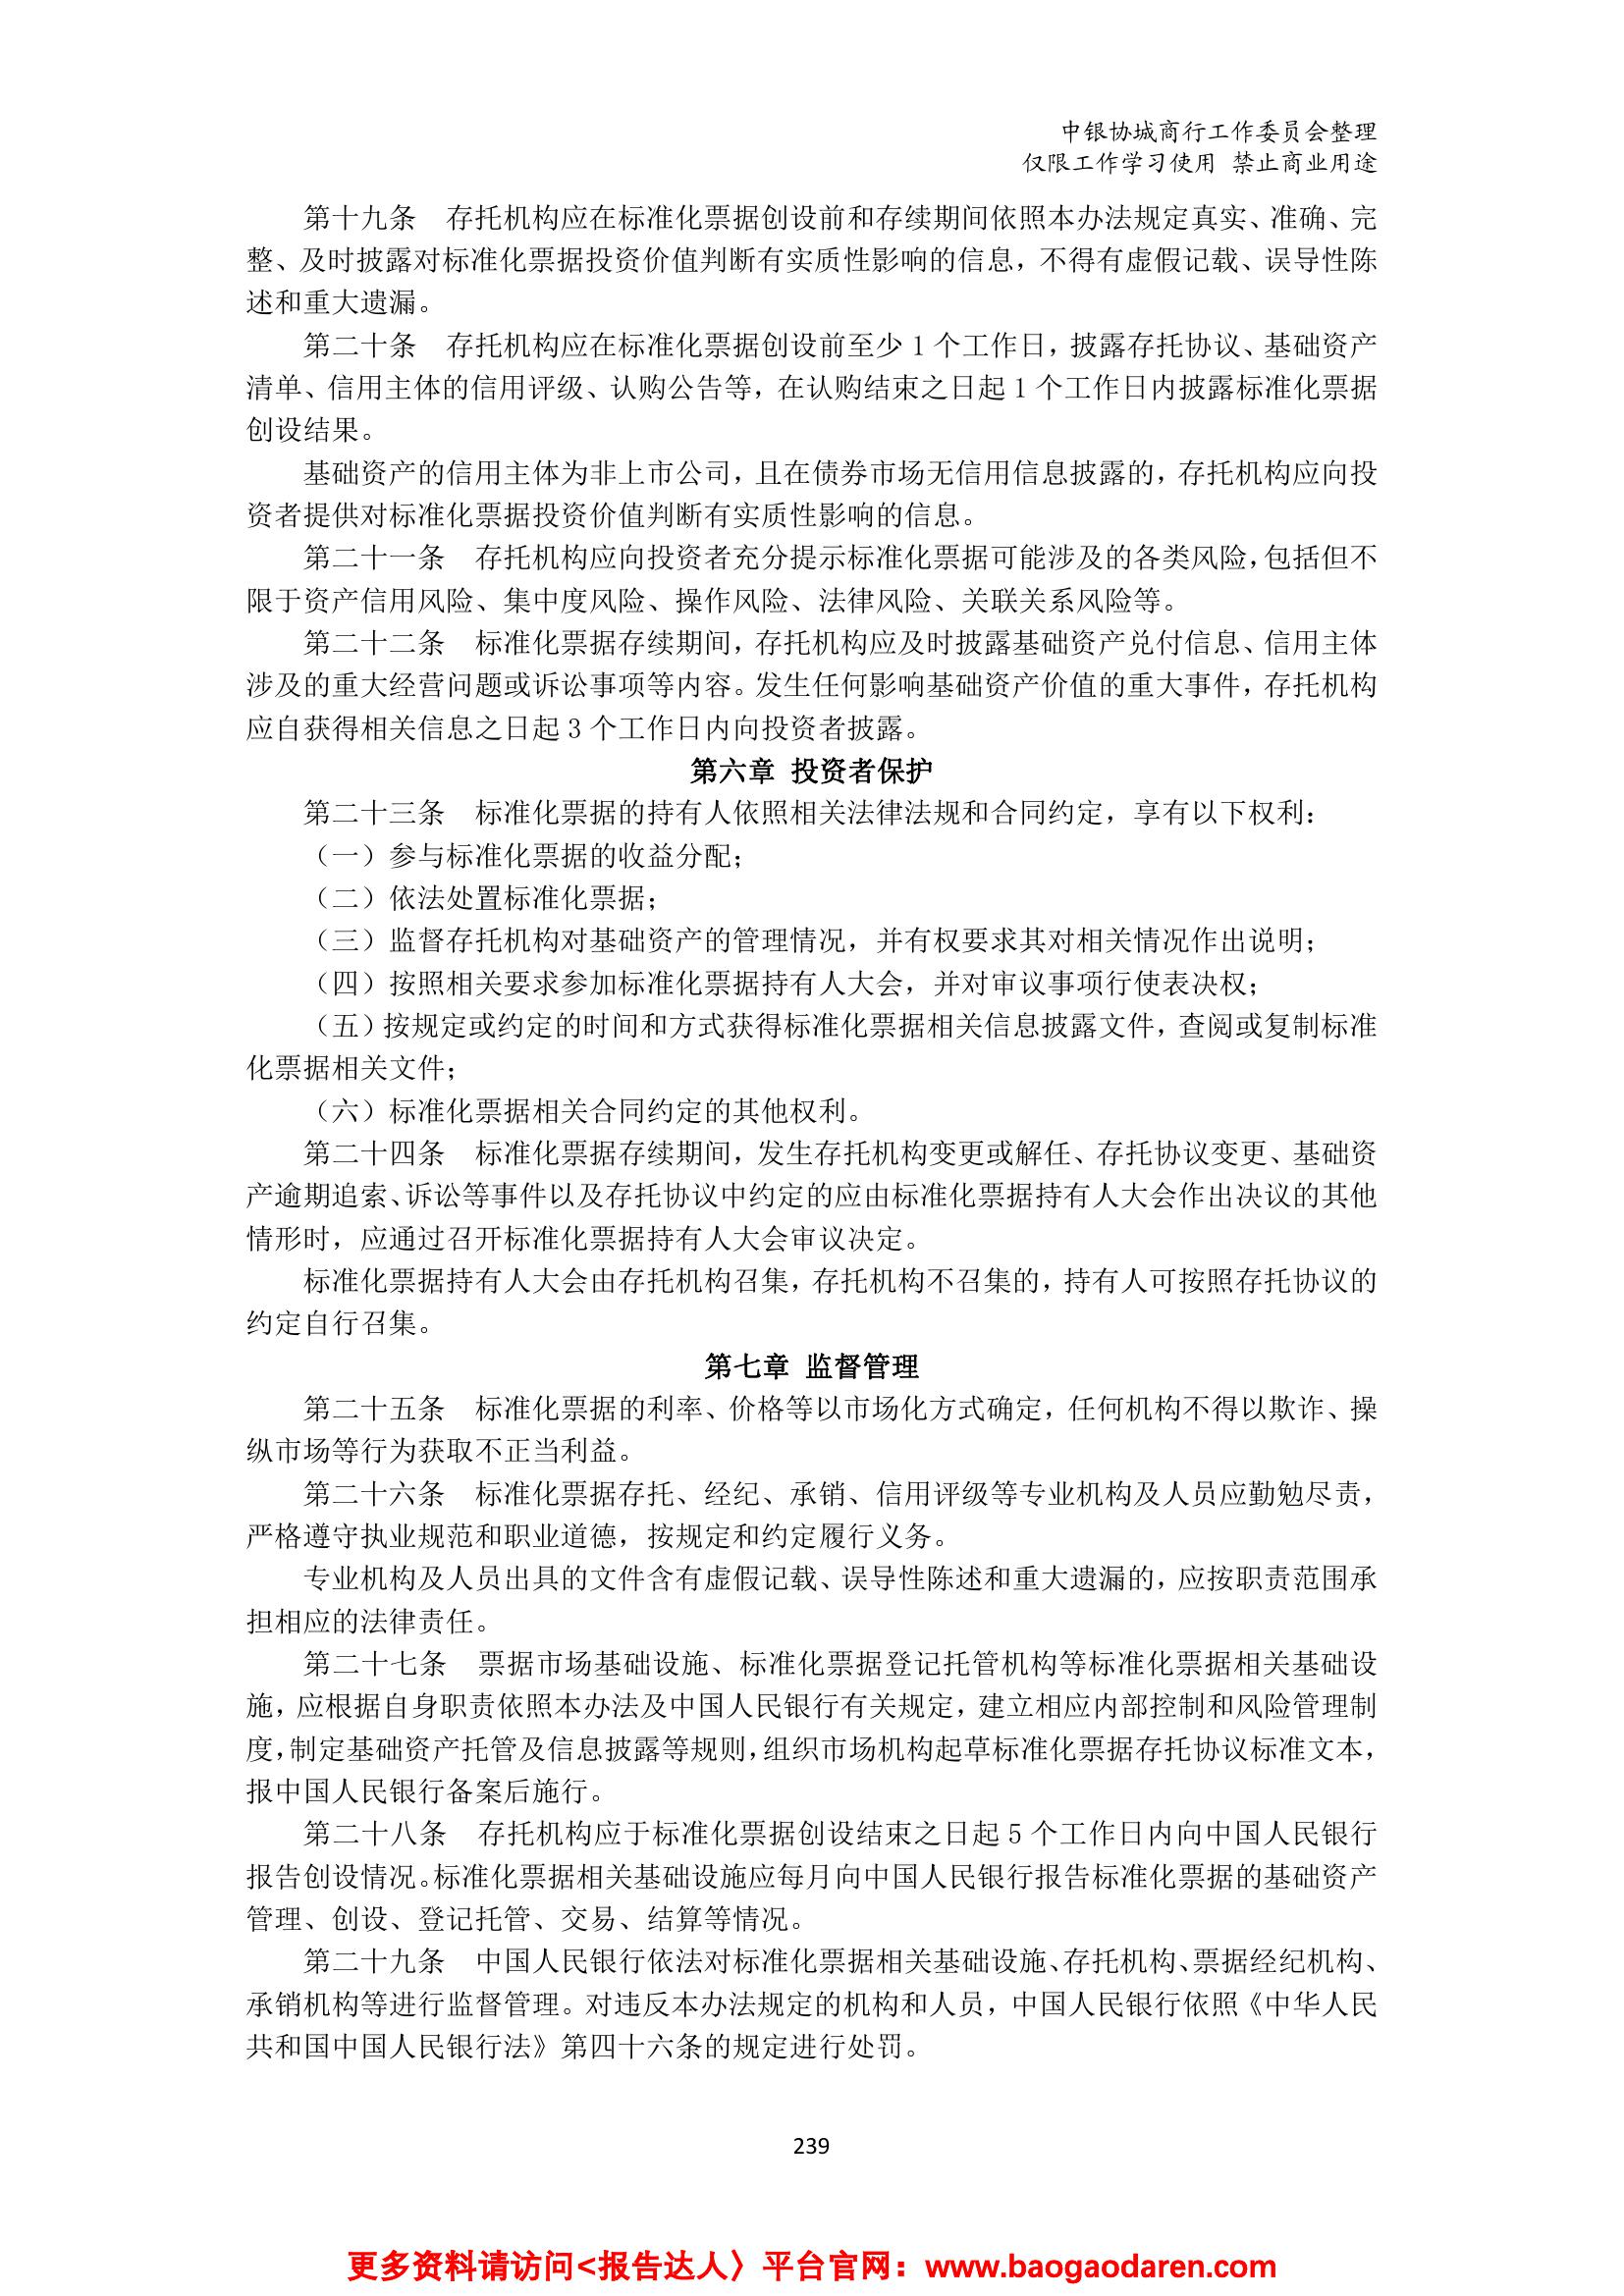 中银协城商行工作委员会整理
仅限工作学习使用 禁止商业用途
第十九条　存托机构应在标准化票据创设前和存续期间依照本办法规定真实、准确、完
整、及时披露对标准化票据投资价值判断有实质性影响的信息，不得有虚假记载、误导性陈
述和重大遗漏。
第二十条　存托机构应在标准化票据创设前至少 1 个工作日，披露存托协议、基础资产
清单、信用主体的信用评级、认购公告等，在认购结束之日起 1 个工作日内披露标准化票据
创设结果。
基础资产的信用主体为非上市公司，且在债券市场无信用信息披露的，存托机构应向投
资者提供对标准化票据投资价值判断有实质性影响的信息。
第二十一条　存托机构应向投资者充分提示标准化票据可能涉及的各类风险，包括但不
限于资产信用风险、集中度风险、操作风险、法律风险、关联关系风险等。
第二十二条　标准化票据存续期间，存托机构应及时披露基础资产兑付信息、信用主体
涉及的重大经营问题或诉讼事项等内容。发生任何影响基础资产价值的重大事件，存托机构
应自获得相关信息之日起 3 个工作日内向投资者披露。
第六章 投资者保护
第二十三条　标准化票据的持有人依照相关法律法规和合同约定，享有以下权利：
（一）参与标准化票据的收益分配；
（二）依法处置标准化票据；
（三）监督存托机构对基础资产的管理情况，并有权要求其对相关情况作出说明；
（四）按照相关要求参加标准化票据持有人大会，并对审议事项行使表决权；
（五）按规定或约定的时间和方式获得标准化票据相关信息披露文件，查阅或复制标准
化票据相关文件；
（六）标准化票据相关合同约定的其他权利。
第二十四条　标准化票据存续期间，发生存托机构变更或解任、存托协议变更、基础资
产逾期追索、诉讼等事件以及存托协议中约定的应由标准化票据持有人大会作出决议的其他
情形时，应通过召开标准化票据持有人大会审议决定。
标准化票据持有人大会由存托机构召集，存托机构不召集的，持有人可按照存托协议的
约定自行召集。
第七章 监督管理
第二十五条　标准化票据的利率、价格等以市场化方式确定，任何机构不得以欺诈、操
纵市场等行为获取不正当利益。
第二十六条　标准化票据存托、经纪、承销、信用评级等专业机构及人员应勤勉尽责，
严格遵守执业规范和职业道德，按规定和约定履行义务。
专业机构及人员出具的文件含有虚假记载、误导性陈述和重大遗漏的，应按职责范围承
担相应的法律责任。
第二十七条　票据市场基础设施、标准化票据登记托管机构等标准化票据相关基础设
施，应根据自身职责依照本办法及中国人民银行有关规定，建立相应内部控制和风险管理制
度，制定基础资产托管及信息披露等规则，组织市场机构起草标准化票据存托协议标准文本，
报中国人民银行备案后施行。
第二十八条　存托机构应于标准化票据创设结束之日起 5 个工作日内向中国人民银行
报告创设情况。标准化票据相关基础设施应每月向中国人民银行报告标准化票据的基础资产
管理、创设、登记托管、交易、结算等情况。
第二十九条　中国人民银行依法对标准化票据相关基础设施、存托机构、票据经纪机构、
承销机构等进行监督管理。对违反本办法规定的机构和人员，中国人民银行依照《中华人民
共和国中国人民银行法》第四十六条的规定进行处罚。
239
更多资料请访问<报告达人〉平台官网：www.baogaodaren.com